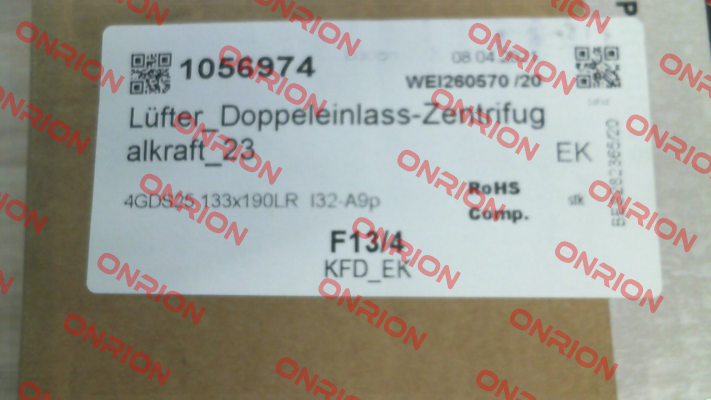 1056974
08.04
WEI260570 /20
Lüfter_Doppeleinlass-Zentrifug
alkraft_23
EK
4GDS25 133x190LR I32-A9p
RoHS
Comp.
stk
F13/4
KFD_EK
P
ONRION